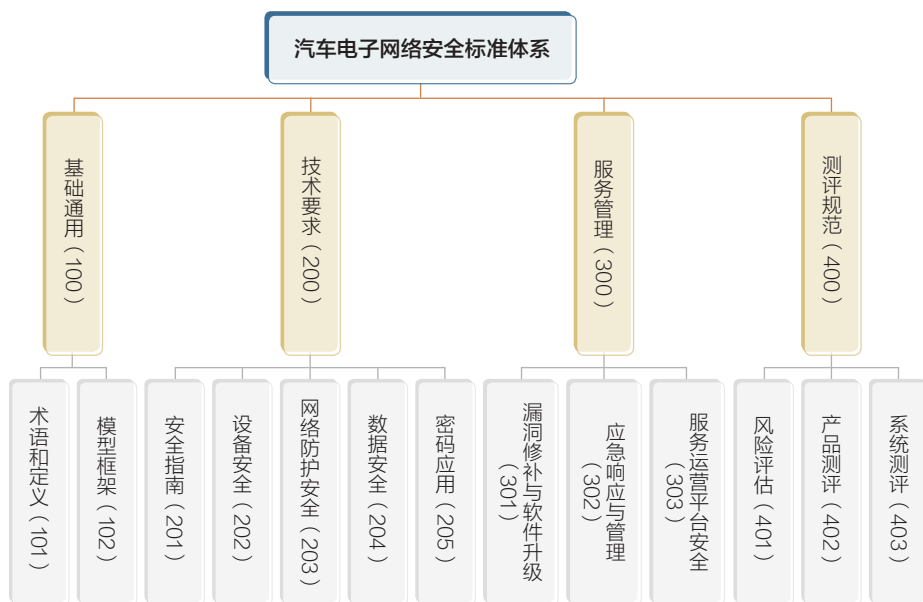 汽车电子网络安全标准体系
基础通用（100）
技术要求（200）
服务管理（300）
测评规范（400）
术语和定义（101）
模型框架（102）
安全指南（201）
设备安全（202）
网络防护安全（203）
数据安全（204）
密码应用（205）
漏洞修补与软件升级
（301）
应急响应与管理
（302）
服务运营平台安全
（303）
风险评估（401）
产品测评（402）
系统测评（403）